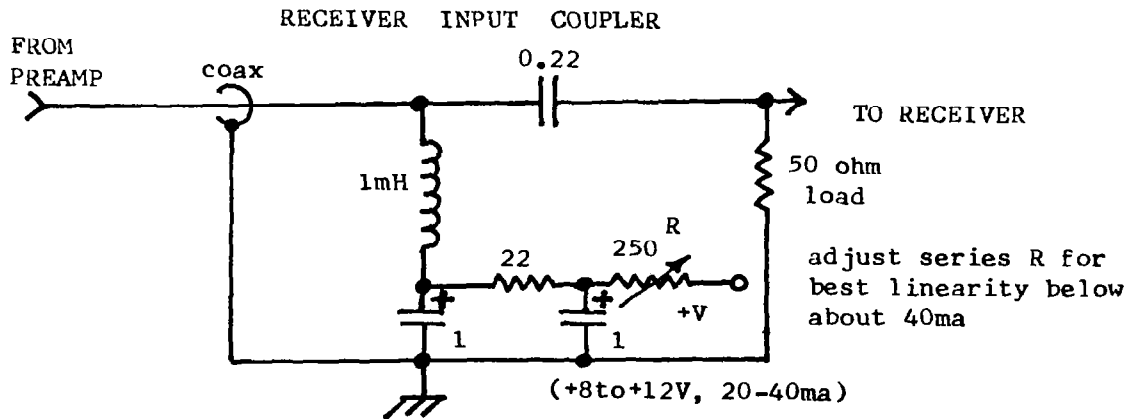 RECEIVER INPUT COUPLER
FROM
PREAMP
coax
0.22
TO RECEIVER
1mH
50 ohm
load
R
22
250
+
+
+V
1
1
adjust series R for
best linearity below
about 40ma
(+8to+12V, 20-40ma)